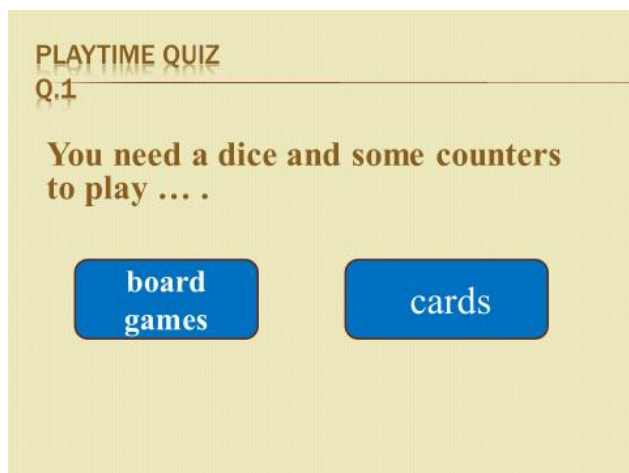 PLAYTIME QUIZ
Q.1
You need a dice and some counters
to play ... .
board
games
cards